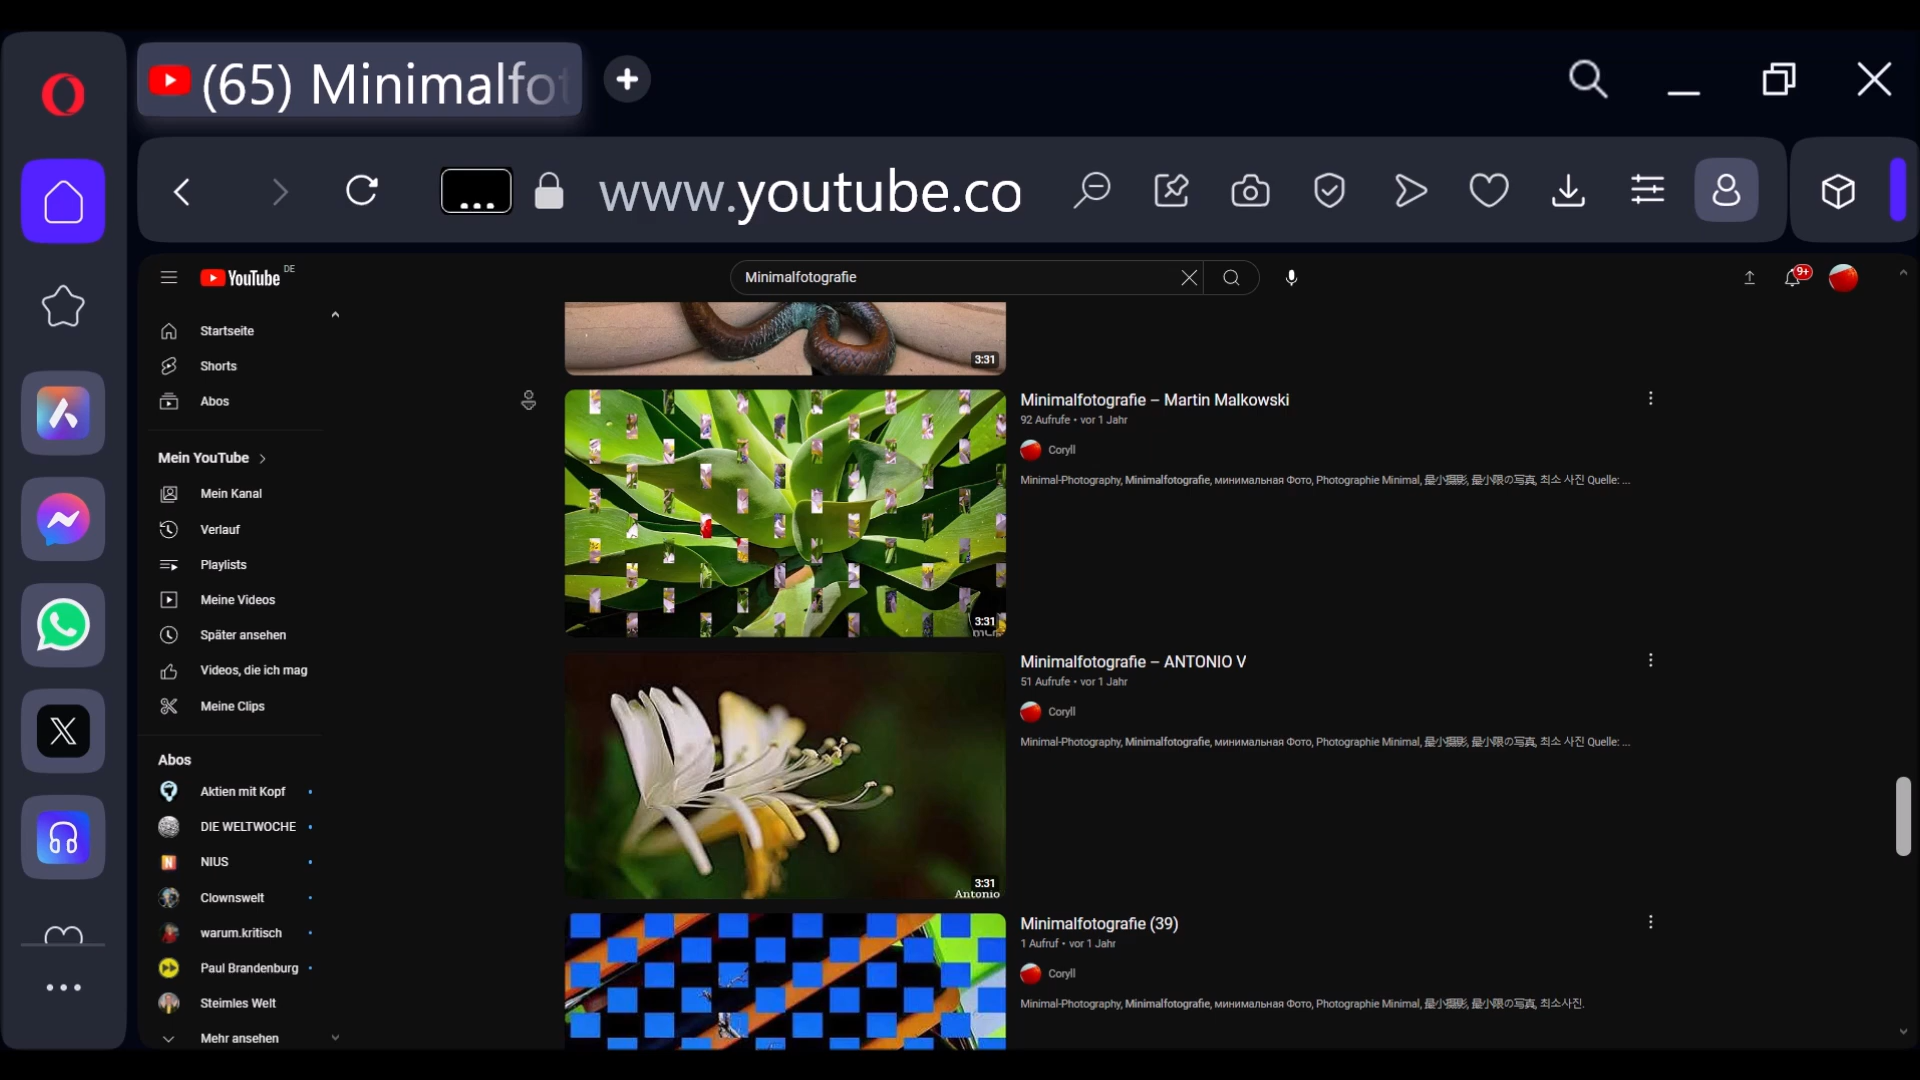 (65) Minimalfot
www.youtube.co
YouTube DE
Minimalfotografie
9+
Startseite
Shorts
Abos
Mein YouTube
Mein Kanal
Verlauf
Playlists
Meine Videos
Später ansehen
Videos, die ich mag
Meine Clips
Abos
Aktien mit Kopf
DIE WELTWOCHE
NIUS
Clownswelt
warum.kritisch
Paul Brandenburg
Steimles Welt
Mehr ansehen
3:31
3:31
Minimalfotografie – Martin Malkowski
92 Aufrufe • vor 1 Jahr
Coryll
Minimal-Photography, Minimalfotografie, минимальная Фото, Photographie Minimal, 最小摄影, 最小限の写真, 최소 사진 Quelle: ...
3:31
Antonio
Minimalfotografie – ANTONIO V
51 Aufrufe • vor 1 Jahr
Coryll
Minimal-Photography, Minimalfotografie, минимальная Фото, Photographie Minimal, 最小摄影, 最小限の写真, 최소 사진 Quelle: ...
Minimalfotografie (39)
1 Aufruf • vor 1 Jahr
Coryll
Minimal-Photography, Minimalfotografie, минимальная Фото, Photographie Minimal, 最小摄影, 最小限の写真, 최소사진.